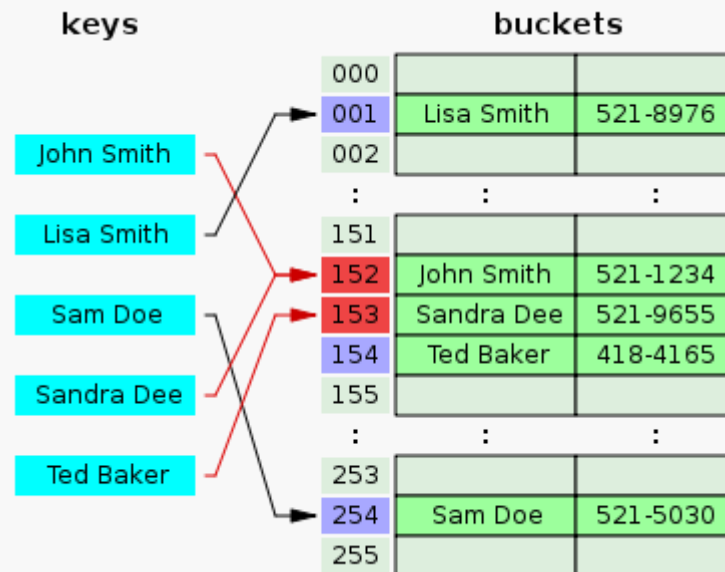 keys
buckets
000
001 Lisa Smith 521-8976
002
: : :
John Smith
Lisa Smith
Sam Doe
Sandra Dee
Ted Baker
151
152 John Smith 521-1234
153 Sandra Dee 521-9655
154 Ted Baker 418-4165
155
: : :
253
254 Sam Doe 521-5030
255